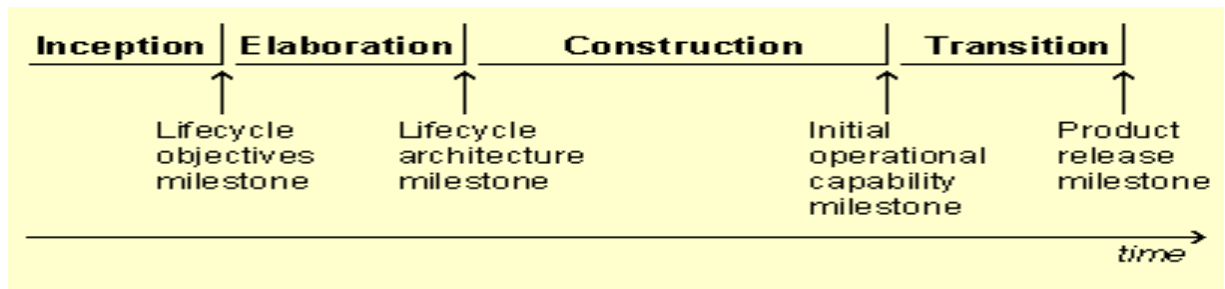 Inception Elaboration Construction Transition
Lifecycle objectives milestone
Lifecycle architecture milestone
Initial operational capability milestone
Product release milestone
time